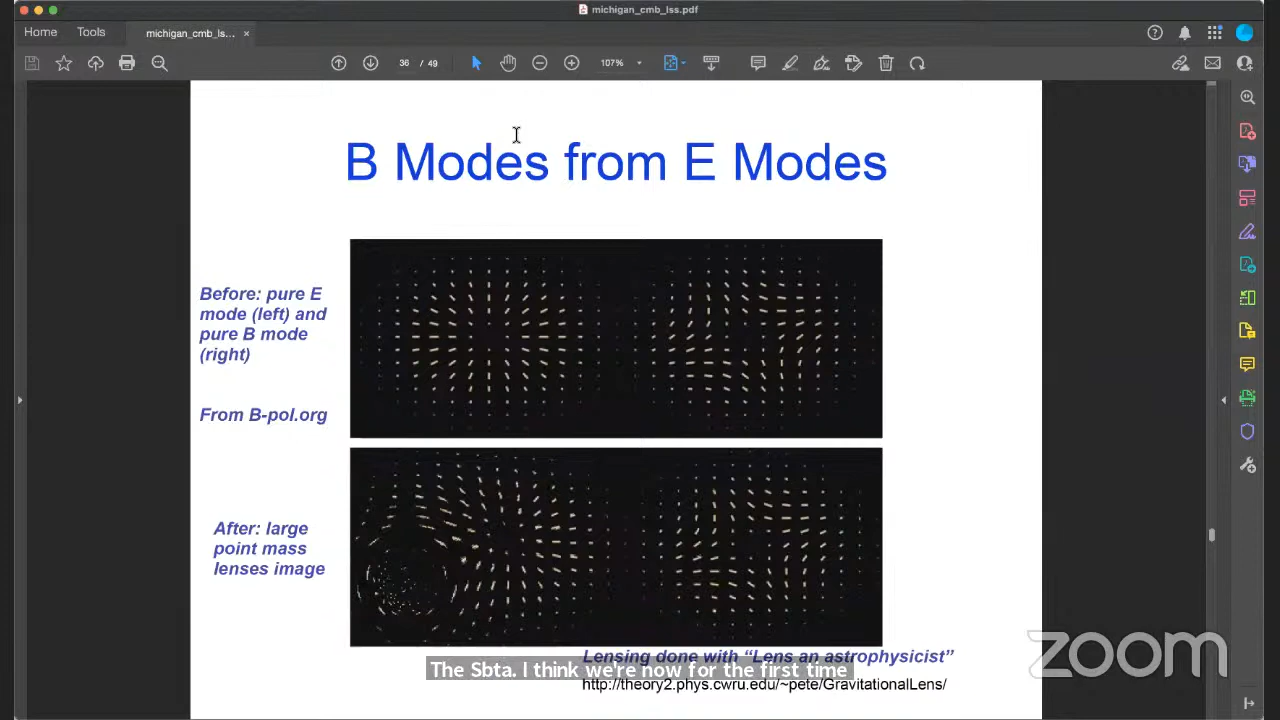 michigan_cmb_lss.pdf
Home
Tools
michigan_cmb_ls...
36 / 49
107%
B Modes from E Modes
Before: pure E
mode (left) and
pure B mode
(right)
From B-pol.org
After: large
point mass
lenses image
Lensing done with “Lens an astrophysicist”
The Sbta. I think we're now for the first time
http://theory2.phys.cwru.edu/~pete/GravitationalLens/
zoom